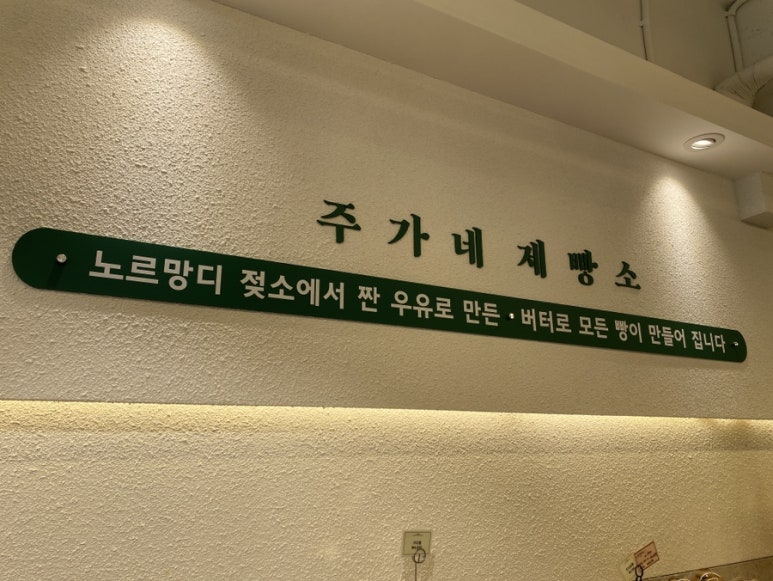 주가네 제빵소
노르망디 젖소에서 짠 우유로 만든 · 버터로 모든 빵이 만들어 집니다